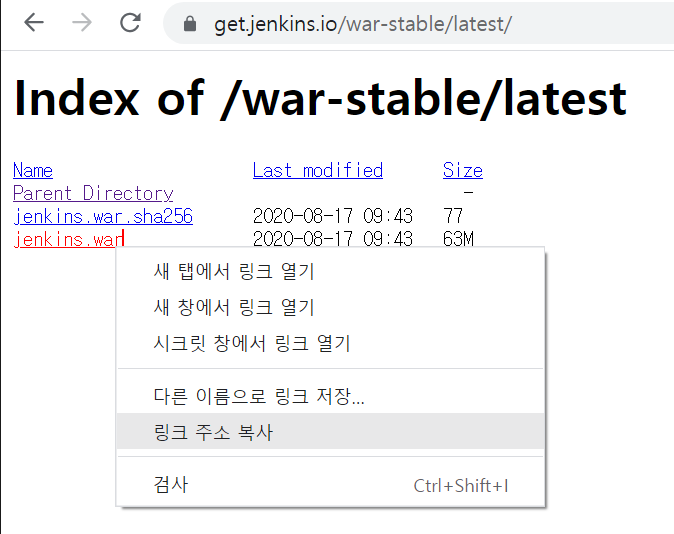 get.jenkins.io/war-stable/latest/
Index of /war-stable/latest
Name Last modified Size
Parent Directory -
jenkins.war.sha256 2020-08-17 09:43 77
jenkins.war 2020-08-17 09:43 63M
새 탭에서 링크 열기
새 창에서 링크 열기
시크릿 창에서 링크 열기
다른 이름으로 링크 저장...
링크 주소 복사
검사 Ctrl+Shift+I